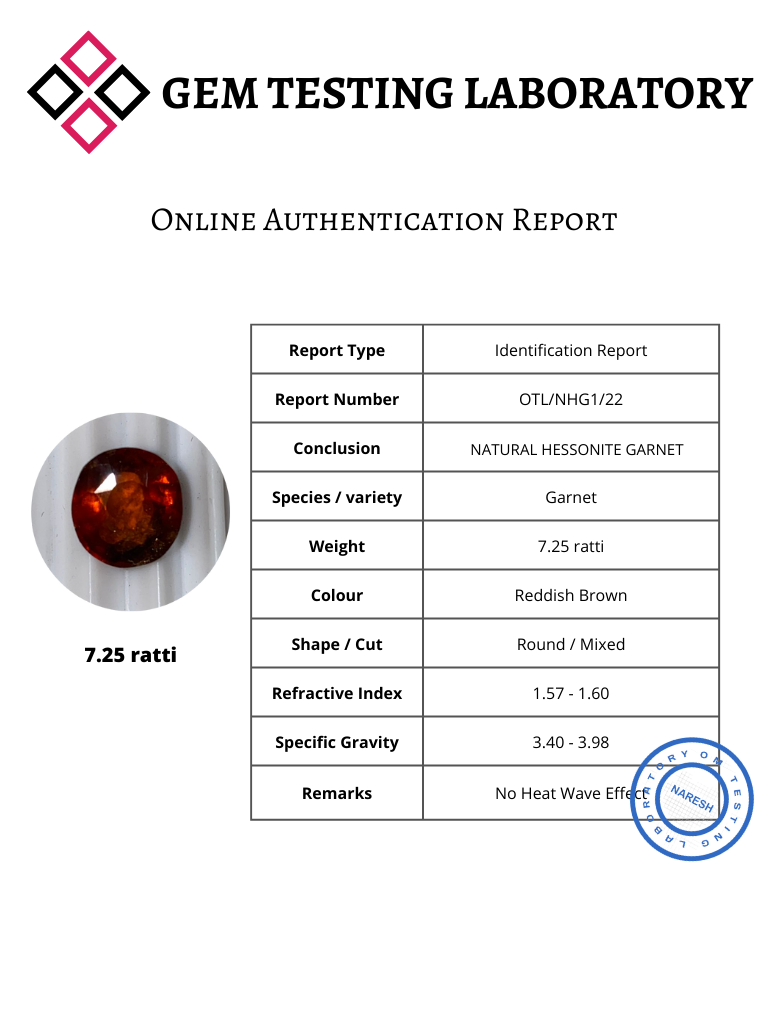 GEM TESTING LABORATORY
Online Authentication Report
Report Type Identification Report
Report Number OTL/NHG1/22
Conclusion NATURAL HESSONITE GARNET
Species / variety Garnet
Weight 7.25 ratti
Colour Reddish Brown
Shape / Cut Round / Mixed
Refractive Index 1.57 - 1.60
Specific Gravity 3.40 - 3.98
Remarks No Heat Wave Effect
7.25 ratti
OM TESTING LABORATORY
NARESH